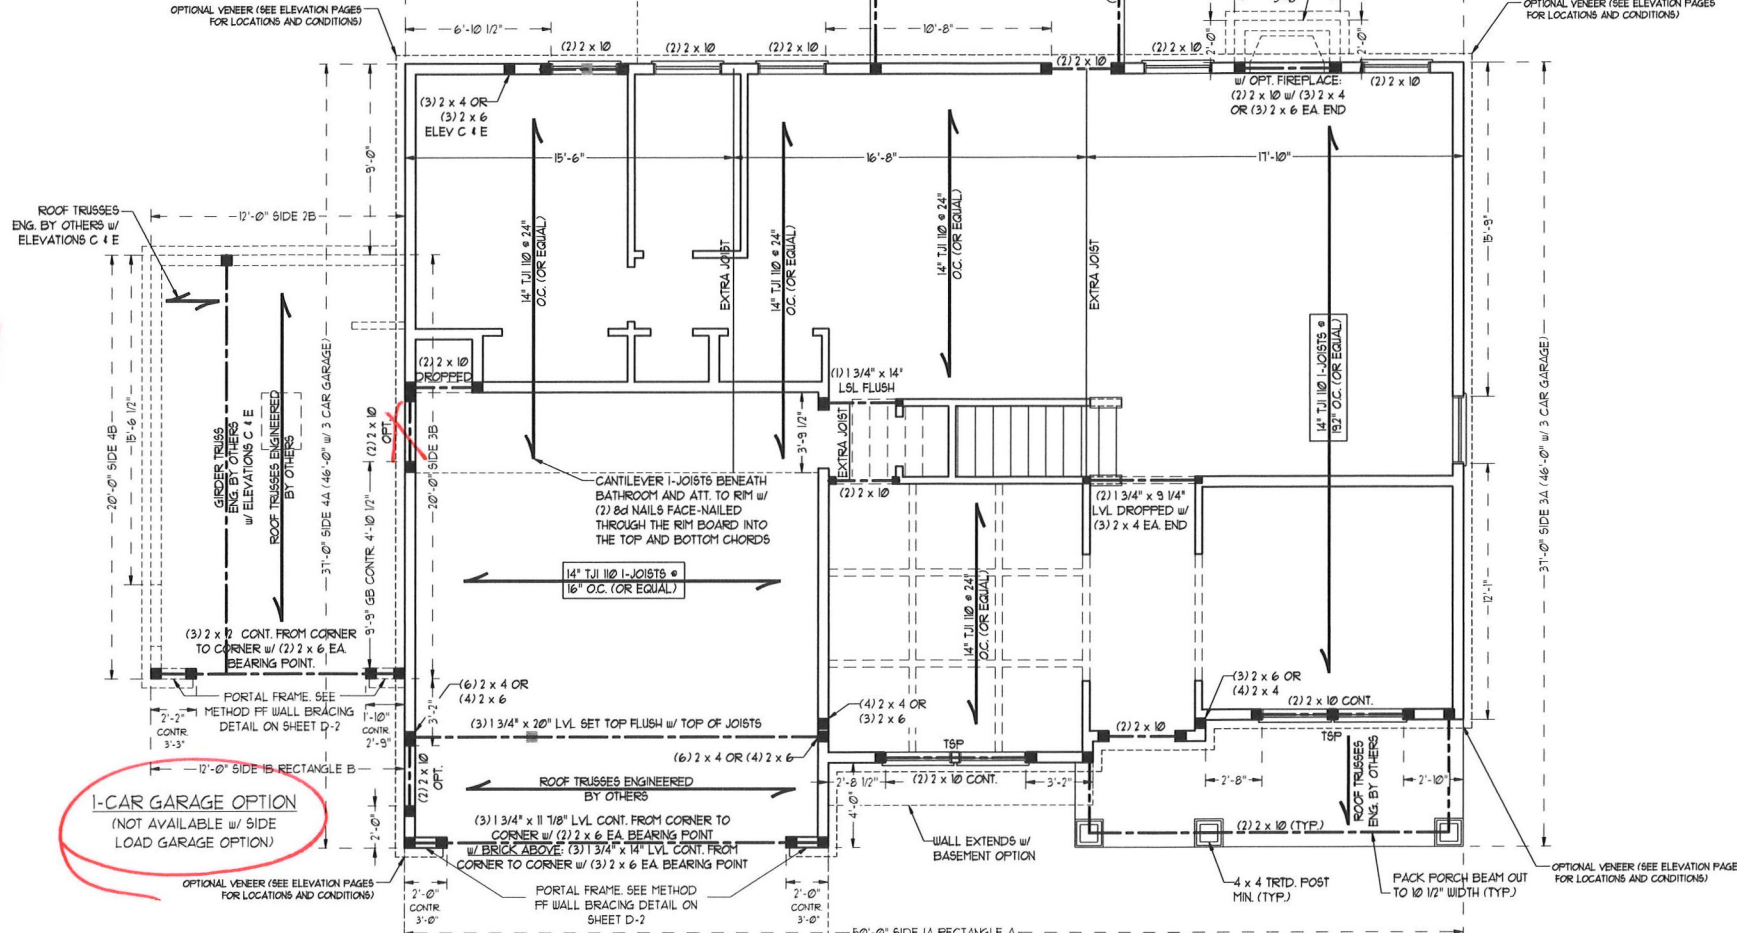 OPTIONAL VENEER (SEE ELEVATION PAGES
FOR LOCATIONS AND CONDITIONS)
6'-10 1/2"
10'-8"
2'-0"
2'-0"
OPTIONAL VENEER (SEE ELEVATION PAGES
FOR LOCATIONS AND CONDITIONS)
(2) 2 x 10
(2) 2 x 10
(2) 2 x 10
(2) 2 x 10
(2) 2 x 10
(2) 2 x 10
w/ OPT. FIREPLACE:
(2) 2 x 10 w/ (3) 2 x 4
OR (3) 2 x 6 EA. END
(3) 2 x 4 OR
(3) 2 x 6
ELEV C & E
9'-0"
15'-6"
16'-8"
17'-10"
ROOF TRUSSES
ENG. BY OTHERS w/
ELEVATIONS C & E
12'-0" SIDE 2B
14" TJI 110 @ 24"
O.C. (OR EQUAL)
EXTRA JOIST
14" TJI 110 @ 24"
O.C. (OR EQUAL)
14" TJI 110 @ 24"
O.C. (OR EQUAL)
EXTRA JOIST
15'-9"
14" TJI 110 I-JOISTS @
19.2" O.C. (OR EQUAL)
37'-0" SIDE 3A (46'-0" w/ 3 CAR GARAGE)
20'-0" SIDE 4B
15'-6 1/2"
GIRDER TRUSS
ENG. BY OTHERS
w/ ELEVATIONS C & E
ROOF TRUSSES ENGINEERED
BY OTHERS
37'-0" SIDE 4A (46'-0" w/ 3 CAR GARAGE)
9'-9" GB CONTR. 4'-10 1/2"
(2) 2 x 10
OPT.
20'-0" SIDE 3B
(2) 2 x 10
DROPPED
(1) 1 3/4" x 14"
LSL FLUSH
3'-9 1/2"
EXTRA JOIST
(2) 2 x 10
CANTILEVER I-JOISTS BENEATH
BATHROOM AND ATT. TO RIM w/
(2) 8d NAILS FACE-NAILED
THROUGH THE RIM BOARD INTO
THE TOP AND BOTTOM CHORDS
(2) 1 3/4" x 9 1/4"
LVL DROPPED w/
(3) 2 x 4 EA. END
14" TJI 110 I-JOISTS @
16" O.C. (OR EQUAL)
14" TJI 110 @ 24"
O.C. (OR EQUAL)
12'-1"
CONT. FROM CORNER
TO CORNER w/ (2) 2 x 6 EA.
BEARING POINT.
PORTAL FRAME. SEE
METHOD PF WALL BRACING
DETAIL ON SHEET D-2
2'-2"
CONTR.
3'-3"
1'-10"
CONTR.
2'-9"
3'-2"
(6) 2 x 4 OR
(4) 2 x 6
(3) 1 3/4" x 20" LVL SET TOP FLUSH w/ TOP OF JOISTS
(6) 2 x 4 OR (4) 2 x 6
(4) 2 x 4 OR
(3) 2 x 6
(3) 2 x 6 OR
(4) 2 x 4
(2) 2 x 10 CONT.
(2) 2 x 10
TSP
TSP
12'-0" SIDE 1B RECTANGLE B
(2) 2 x 10
OPT.
ROOF TRUSSES ENGINEERED
BY OTHERS
2'-8 1/2"
(2) 2 x 10 CONT.
3'-2"
2'-8"
ROOF TRUSSES
ENG. BY OTHERS
2'-10"
1-CAR GARAGE OPTION
(NOT AVAILABLE w/ SIDE
LOAD GARAGE OPTION)
2'-0"
4'-0"
(3) 1 3/4" x 11 7/8" LVL CONT. FROM CORNER TO
CORNER w/ (2) 2 x 6 EA. BEARING POINT
w/ BRICK ABOVE: (3) 1 3/4" x 14" LVL CONT. FROM
CORNER TO CORNER w/ (3) 2 x 6 EA. BEARING POINT
WALL EXTENDS w/
BASEMENT OPTION
(2) 2 x 10 (TYP.)
OPTIONAL VENEER (SEE ELEVATION PAGES
FOR LOCATIONS AND CONDITIONS)
2'-0"
CONTR.
3'-0"
PORTAL FRAME. SEE METHOD
PF WALL BRACING DETAIL ON
SHEET D-2
2'-0"
CONTR.
3'-0"
4 x 4 TRTD. POST
MIN. (TYP.)
PACK PORCH BEAM OUT
TO 10 1/2" WIDTH (TYP.)
OPTIONAL VENEER (SEE ELEVATION PAGE
FOR LOCATIONS AND CONDITIONS)
50'-0" SIDE 1A RECTANGLE A